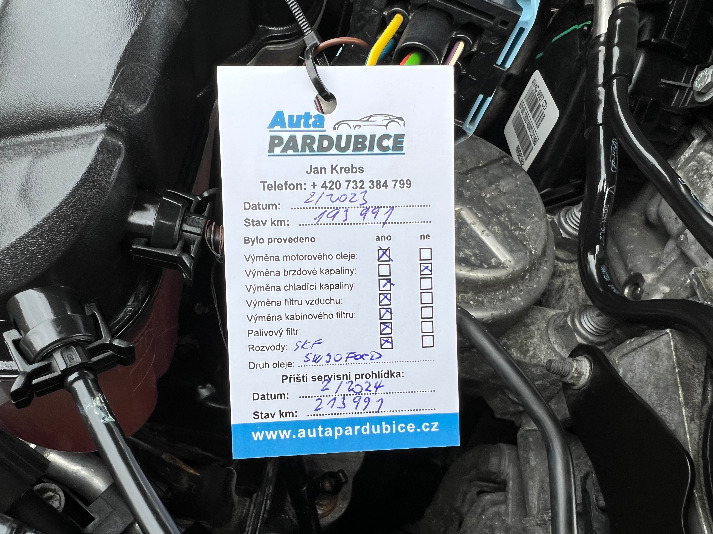 Auta
PARDUBICE
Jan Krebs
Telefon: + 420 732 384 799
Datum: 2/2023
Stav km: 193 991
Bylo provedeno ano ne
Výměna motorového oleje:
Výměna brzdové kapaliny:
Výměna chladící kapaliny
Výměna filtru vzduchu:
Výměna kabinového filtru:
Palivový filtr
Rozvody: SKF
Druh oleje: 5W30 FORD
Příští servisní prohlídka:
Datum: 2/2024
Stav km: 213 991
www.autapardubice.cz